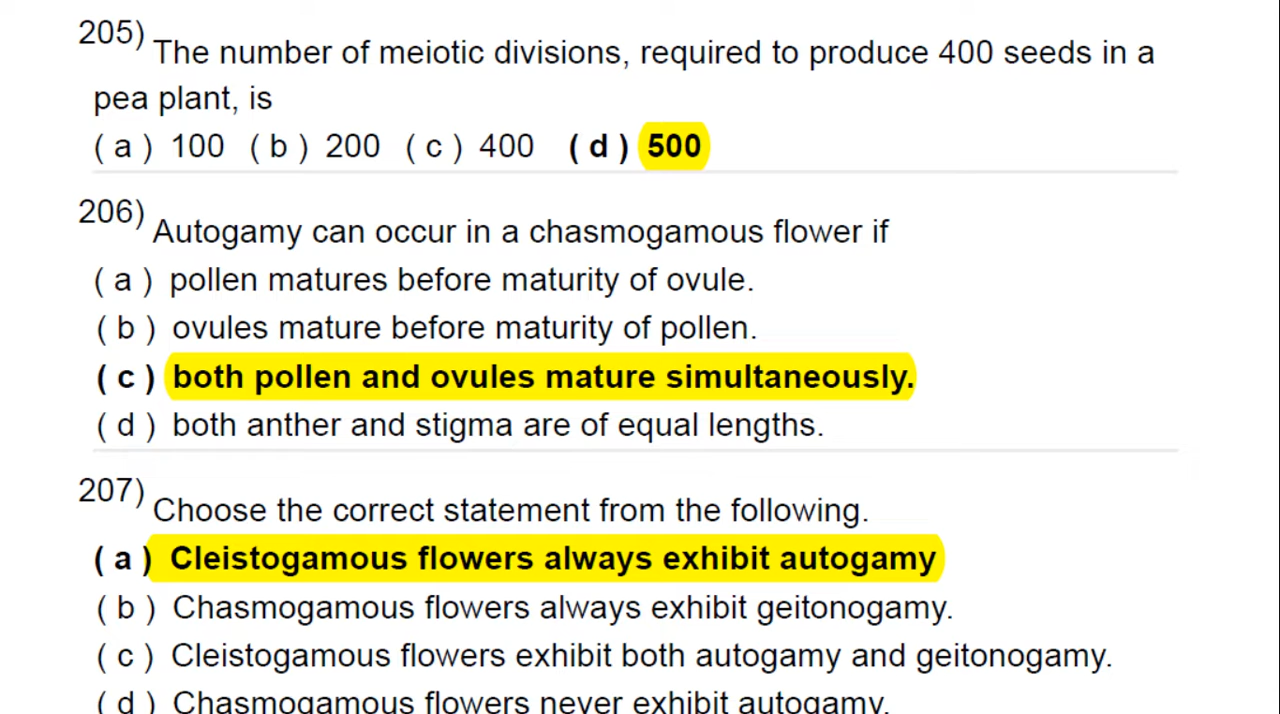 205) The number of meiotic divisions, required to produce 400 seeds in a
pea plant, is
( a ) 100 ( b ) 200 ( c ) 400 ( d ) 500
206) Autogamy can occur in a chasmogamous flower if
( a ) pollen matures before maturity of ovule.
( b ) ovules mature before maturity of pollen.
( c ) both pollen and ovules mature simultaneously.
( d ) both anther and stigma are of equal lengths.
207) Choose the correct statement from the following.
( a ) Cleistogamous flowers always exhibit autogamy
( b ) Chasmogamous flowers always exhibit geitonogamy.
( c ) Cleistogamous flowers exhibit both autogamy and geitonogamy.
( d ) Chasmogamous flowers never exhibit autogamy.